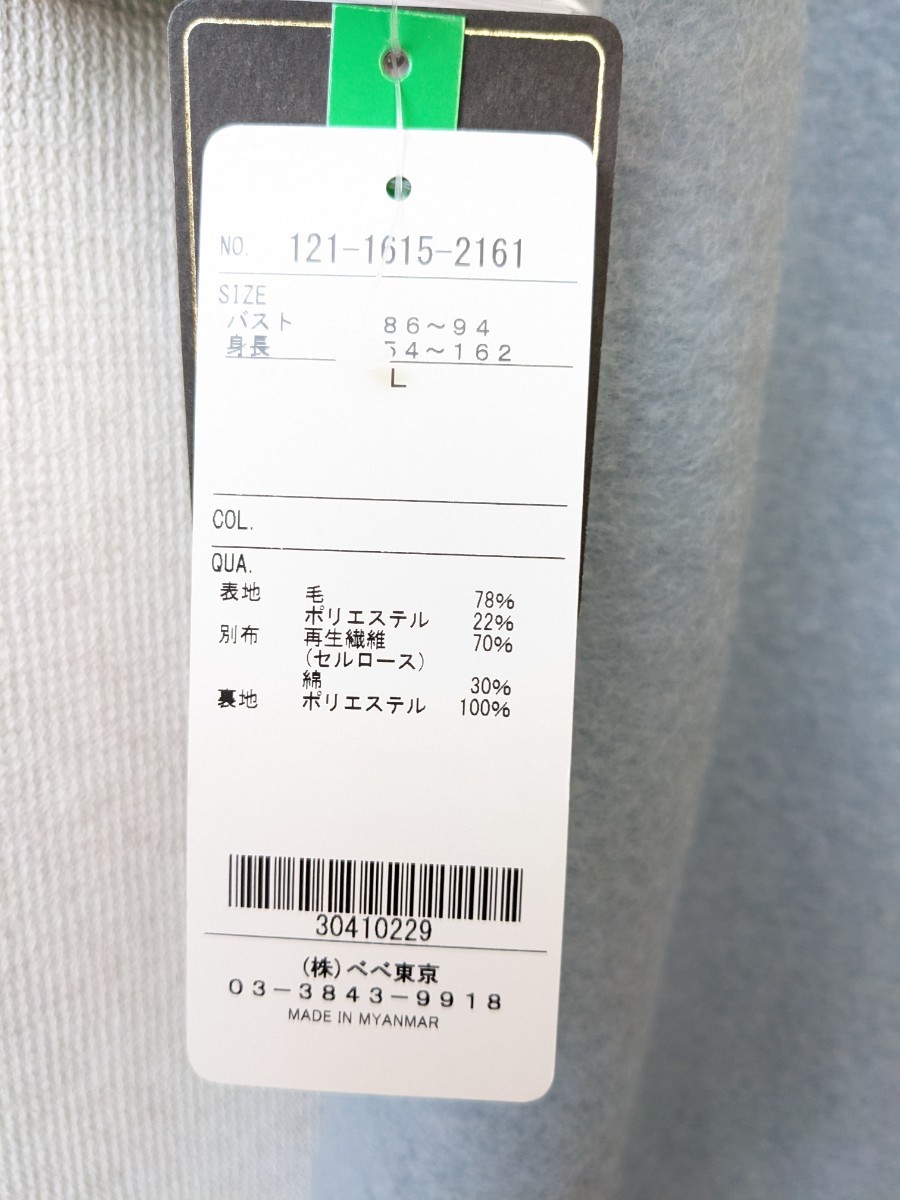 NO. 121-1615-2161
SIZE
バスト 86～94
身長 54～162
L
COL.
QUA.
表地 毛 78%
ポリエステル 22%
別布 再生繊維 70%
(セルロース)
綿 30%
裏地 ポリエステル 100%
30410229
(株)べべ東京
03-3843-9918
MADE IN MYANMAR